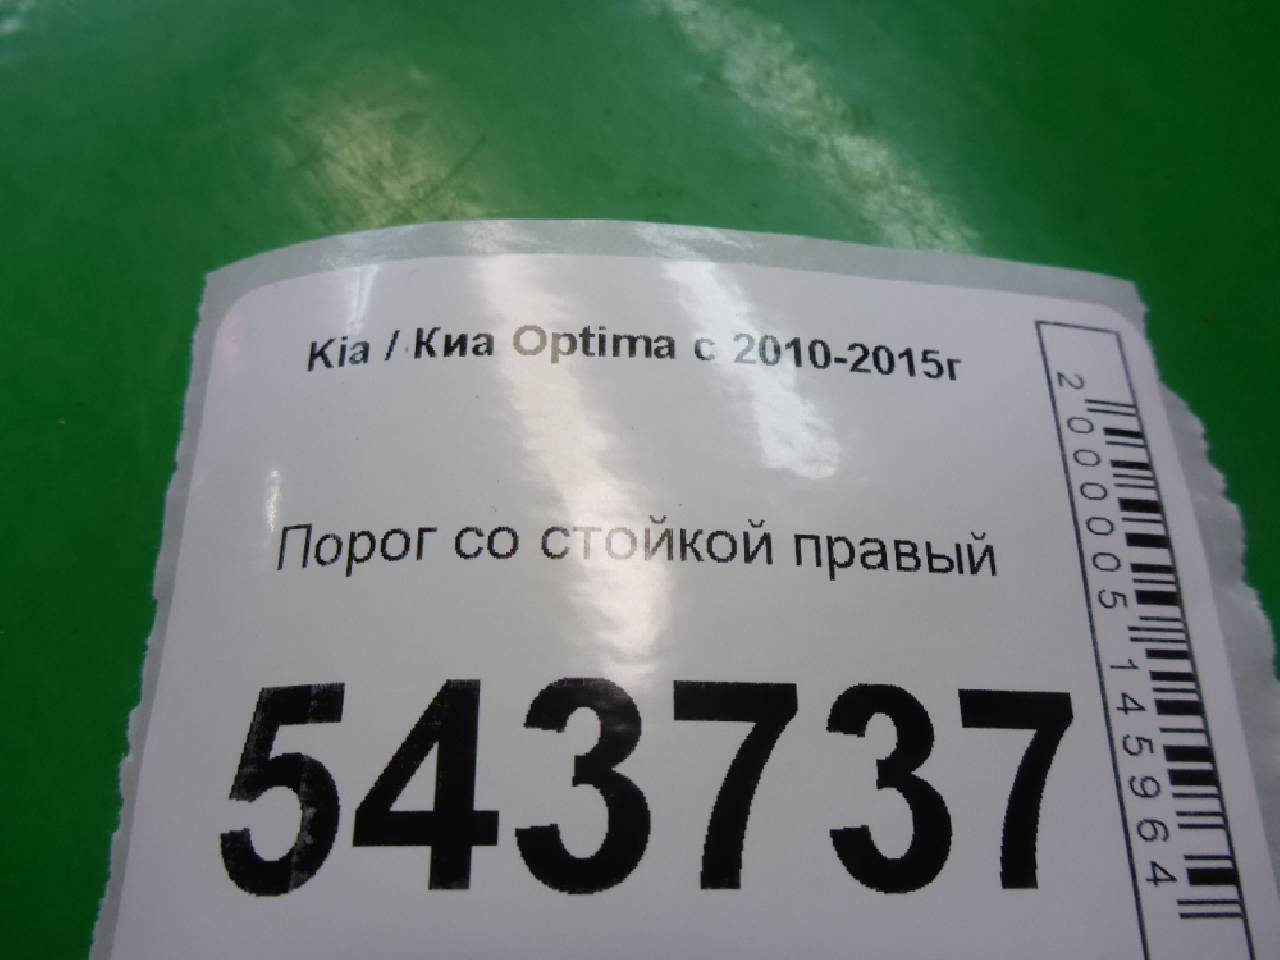 Kia / Киа Optima с 2010-2015г
Порог со стойкой правый
543737
2000005145964